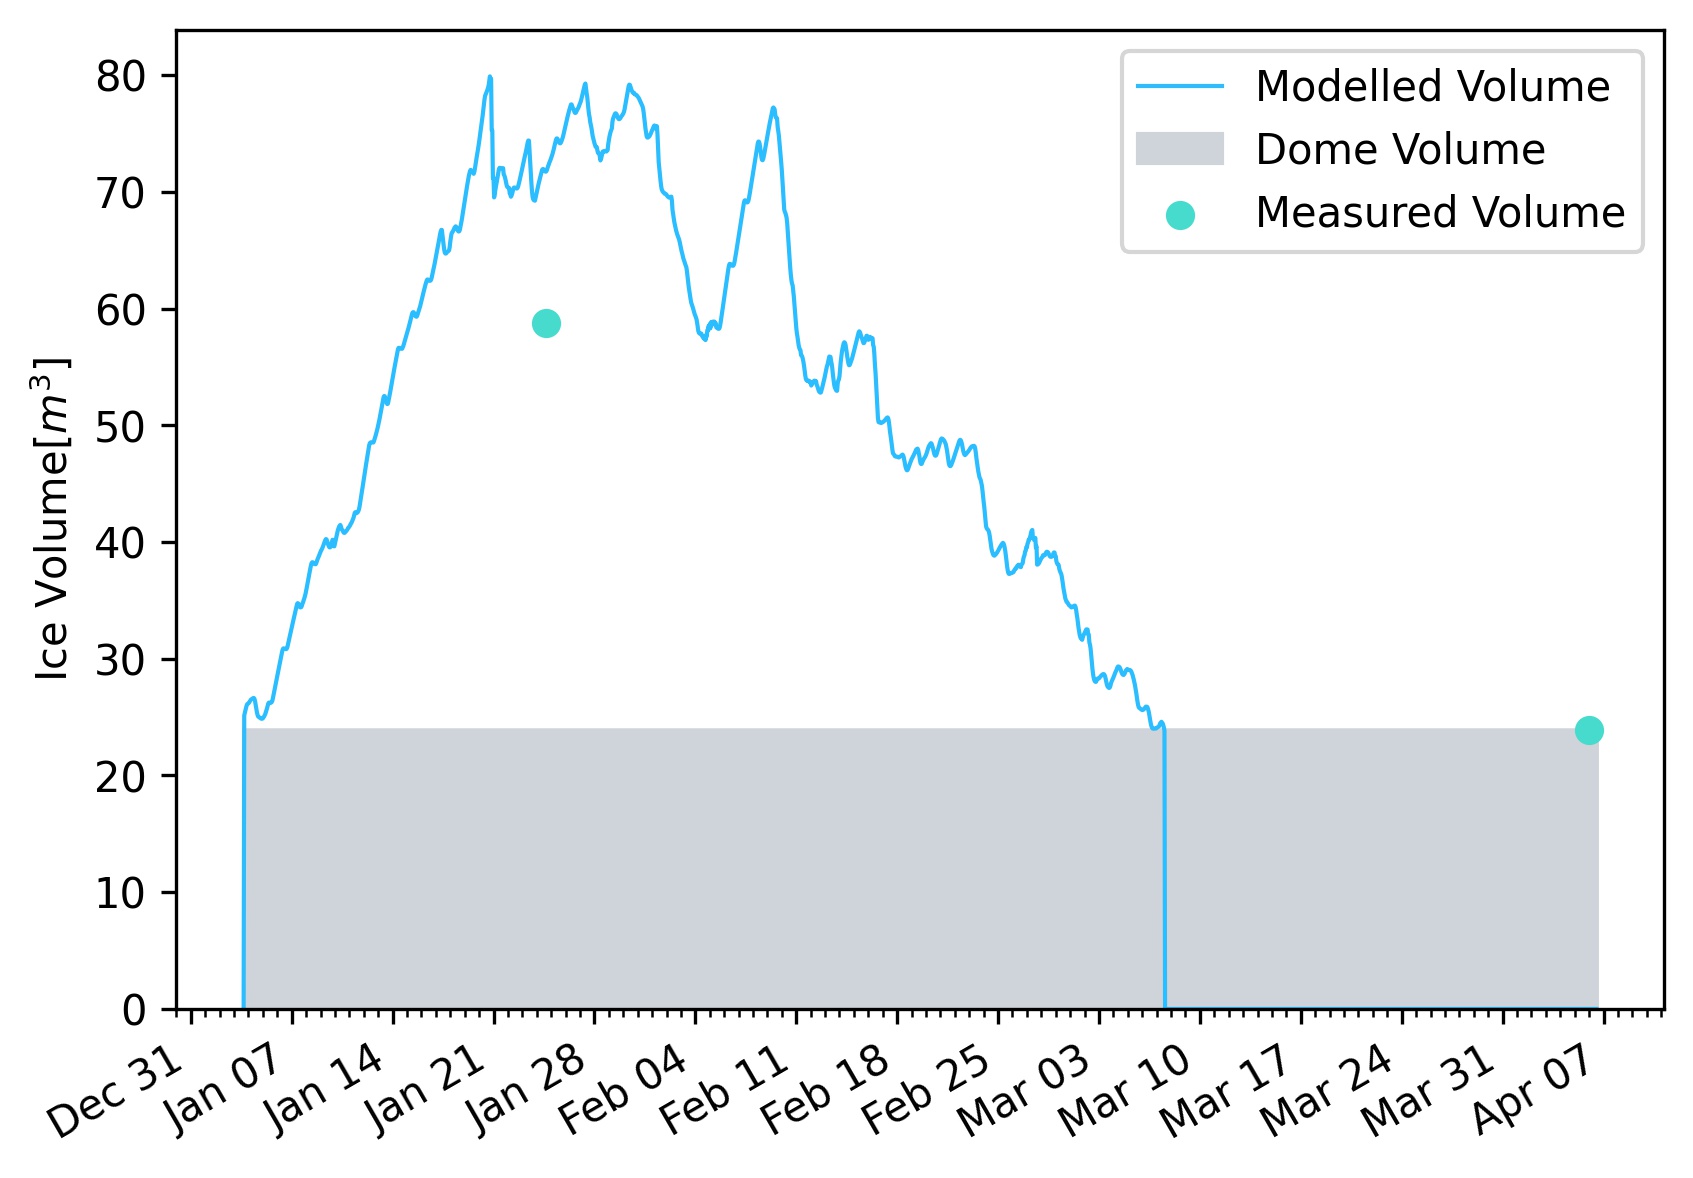 Modelled Volume
Dome Volume
Measured Volume
Ice Volume[m³]
80
70
60
50
40
30
20
10
0
Dec 31
Jan 07
Jan 14
Jan 21
Jan 28
Feb 04
Feb 11
Feb 18
Feb 25
Mar 03
Mar 10
Mar 17
Mar 24
Mar 31
Apr 07